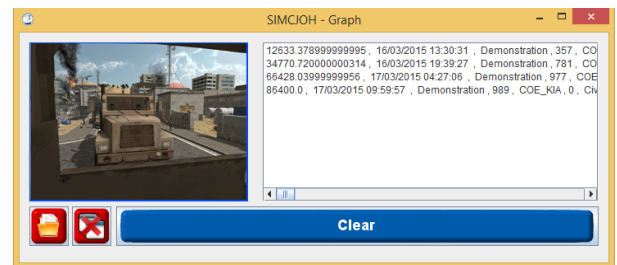 SIMCJOH - Graph
12633.378999999995 , 16/03/2015 13:30:31 , Demonstration , 357 , CO
34770.720000000314 , 16/03/2015 19:39:27 , Demonstration , 781 , CO
66428.03999999956 , 17/03/2015 04:27:06 , Demonstration , 977 , COE
86400.0 , 17/03/2015 09:59:57 , Demonstration , 989 , COE_KIA , 0 , Civ
Clear